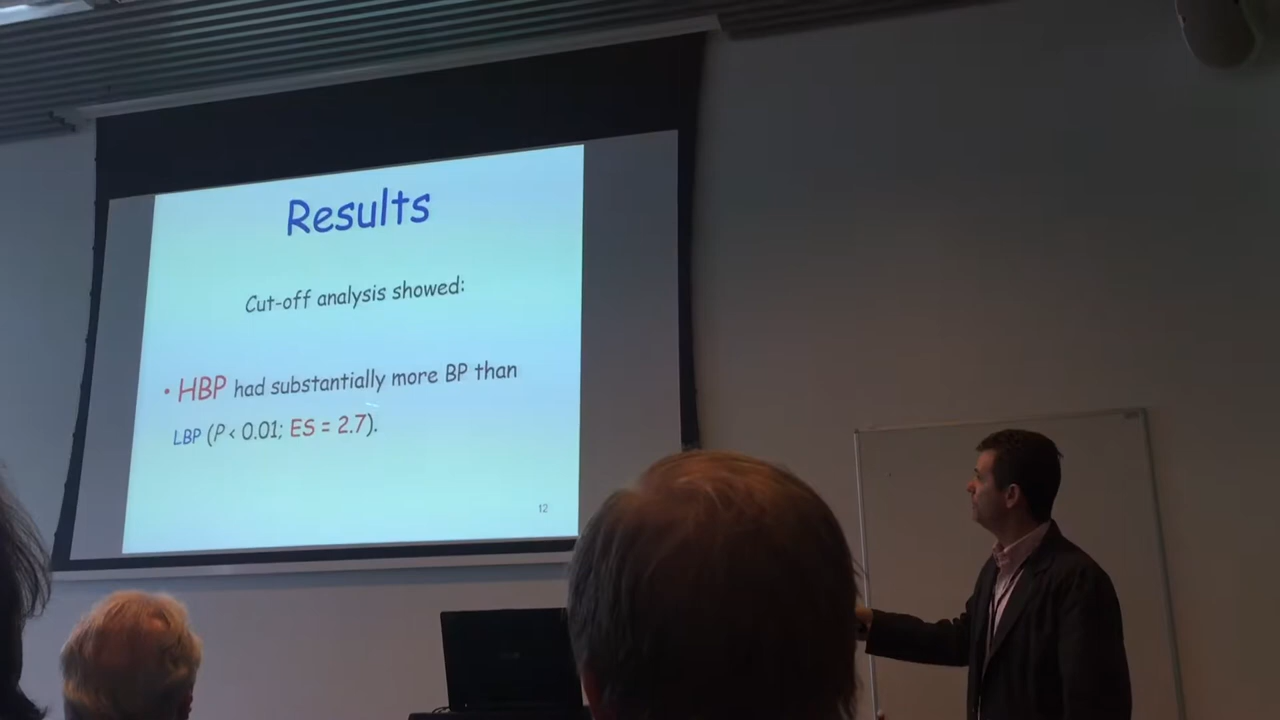 Results
Cut-off analysis showed:
• HBP had substantially more BP than
LBP (P < 0.01; ES = 2.7).
12